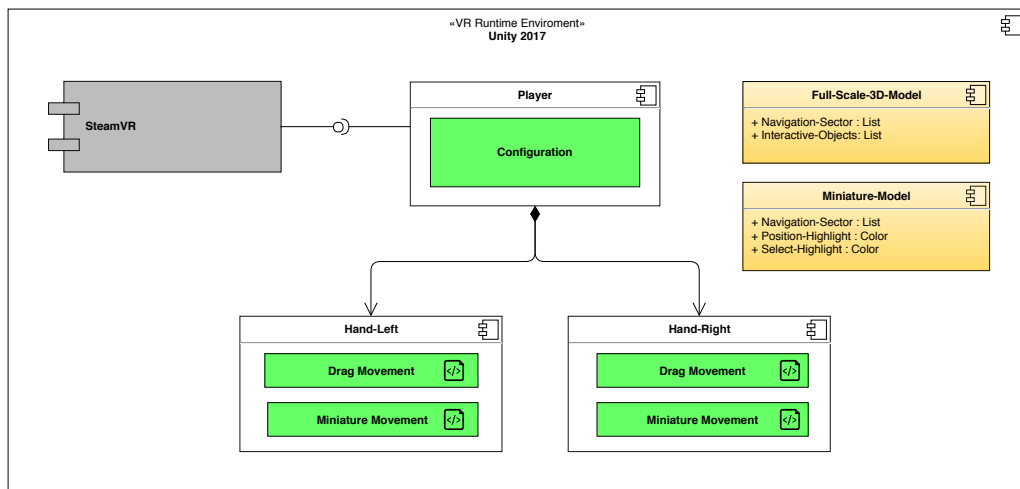 «VR Runtime Enviroment»
Unity 2017
SteamVR
Player
Configuration
Full-Scale-3D-Model
+ Navigation-Sector : List
+ Interactive-Objects: List
Miniature-Model
+ Navigation-Sector : List
+ Position-Highlight : Color
+ Select-Highlight : Color
Hand-Left
Drag Movement
</>
Miniature Movement
</>
Hand-Right
Drag Movement
</>
Miniature Movement
</>